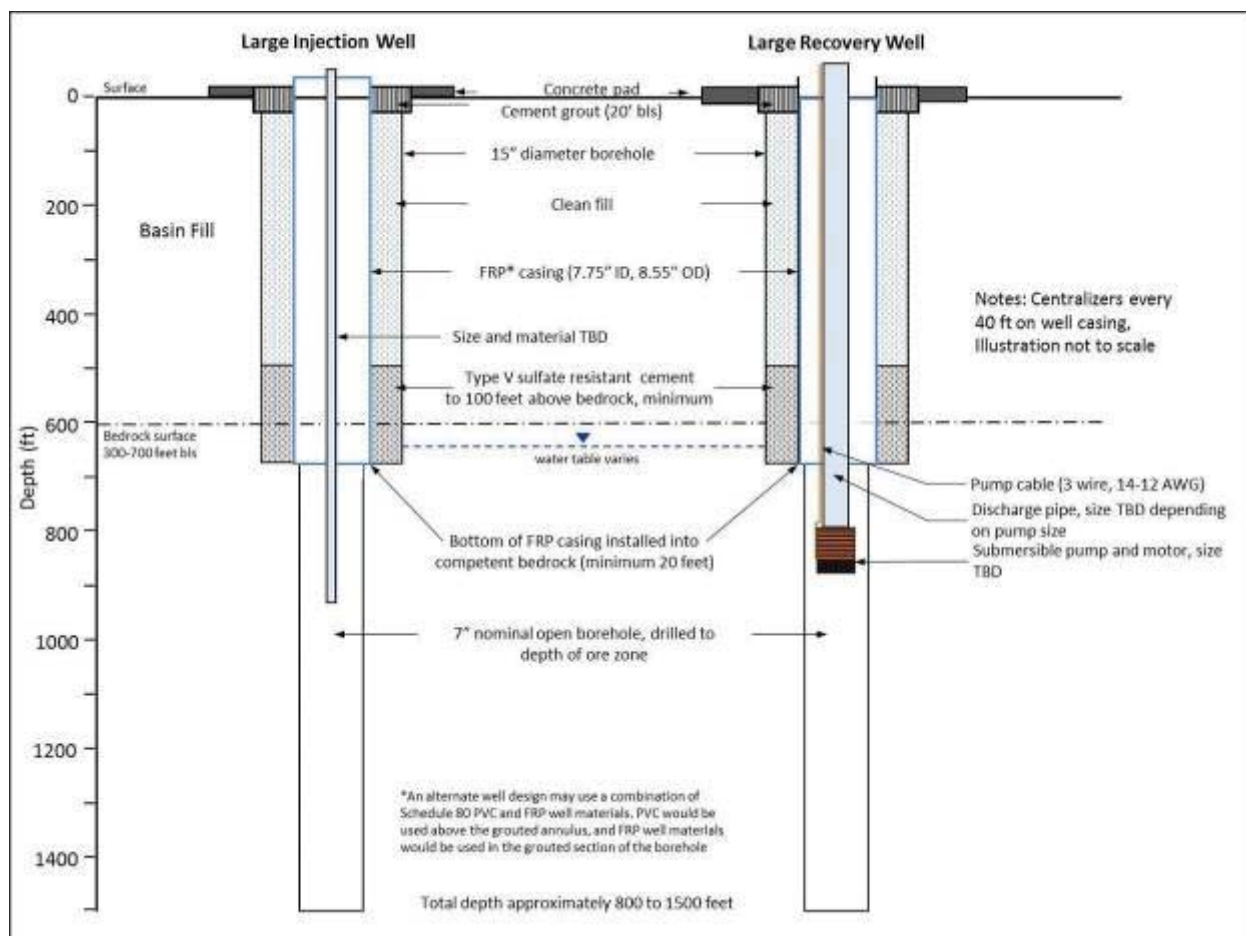 Large Injection Well
Large Recovery Well
0
Surface
Concrete pad
Cement grout (20' bls)
15" diameter borehole
200
Clean fill
Basin Fill
FRP* casing (7.75" ID, 8.55" OD)
Notes: Centralizers every
40 ft on well casing,
Illustration not to scale
400
Size and material TBD
Type V sulfate resistant cement
to 100 feet above bedrock, minimum
600
Bedrock surface
300-700 feet bls
water table varies
Depth (ft)
Pump cable (3 wire, 14-12 AWG)
Discharge pipe, size TBD depending
on pump size
Submersible pump and motor, size
TBD
800
Bottom of FRP casing installed into
competent bedrock (minimum 20 feet)
1000
7" nominal open borehole, drilled to
depth of ore zone
1200
*An alternate well design may use a combination of
Schedule 80 PVC and FRP well materials. PVC would be
used above the grouted annulus, and FRP well materials
would be used in the grouted section of the borehole
1400
Total depth approximately 800 to 1500 feet